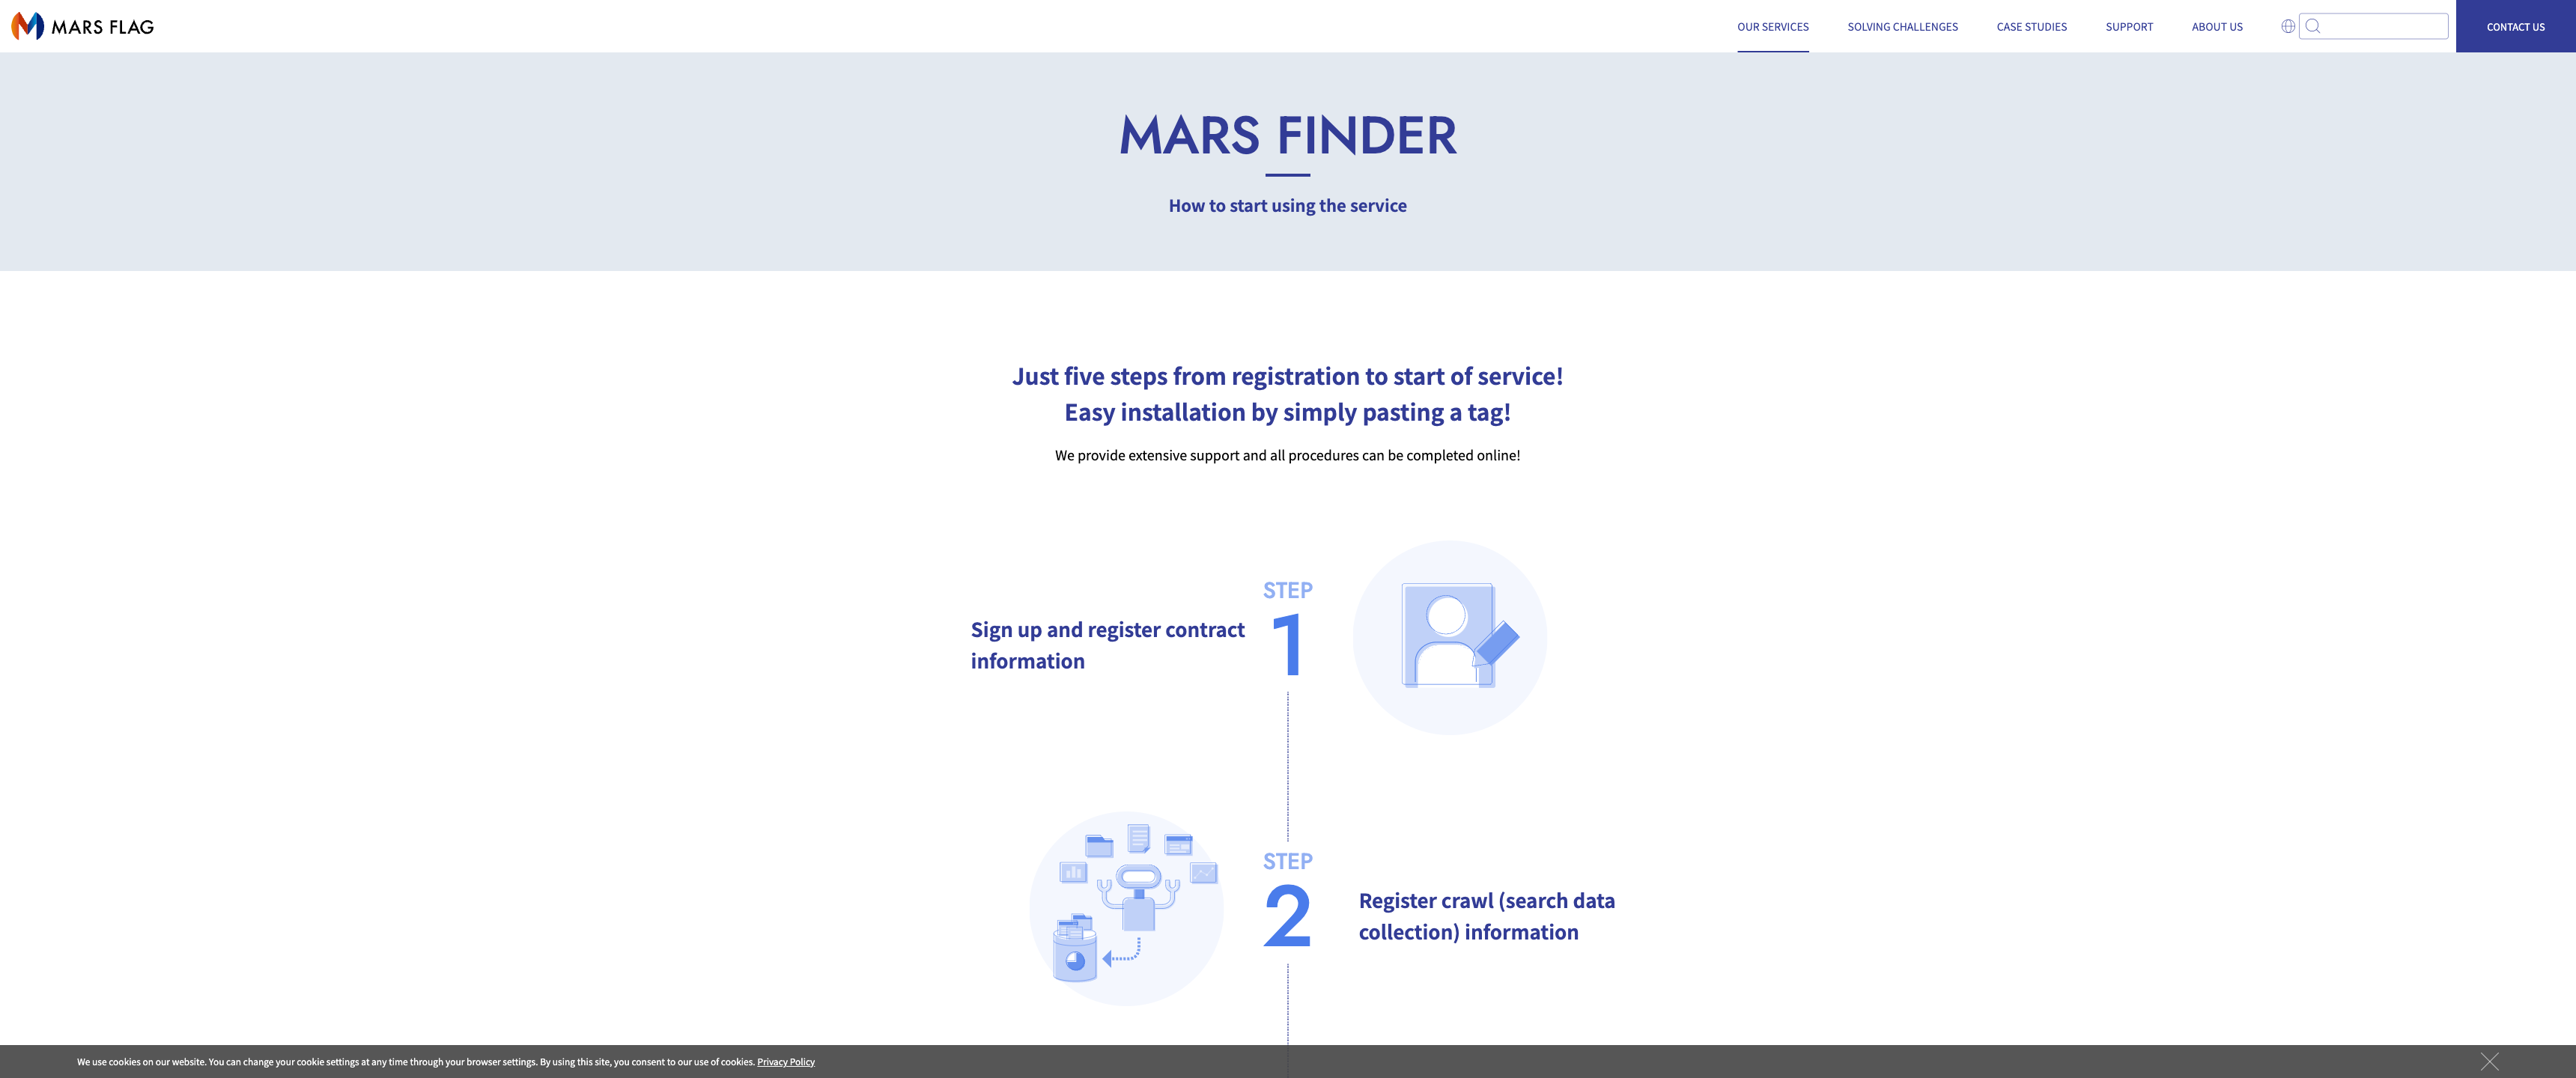 MARS FLAG
OUR SERVICES
SOLVING CHALLENGES
CASE STUDIES
SUPPORT
ABOUT US
CONTACT US
MARS FINDER
How to start using the service
Just five steps from registration to start of service!
Easy installation by simply pasting a tag!
We provide extensive support and all procedures can be completed online!
STEP
1
Sign up and register contract
information
STEP
2
Register crawl (search data
collection) information
We use cookies on our website. You can change your cookie settings at any time through your browser settings. By using this site, you consent to our use of cookies. Privacy Policy